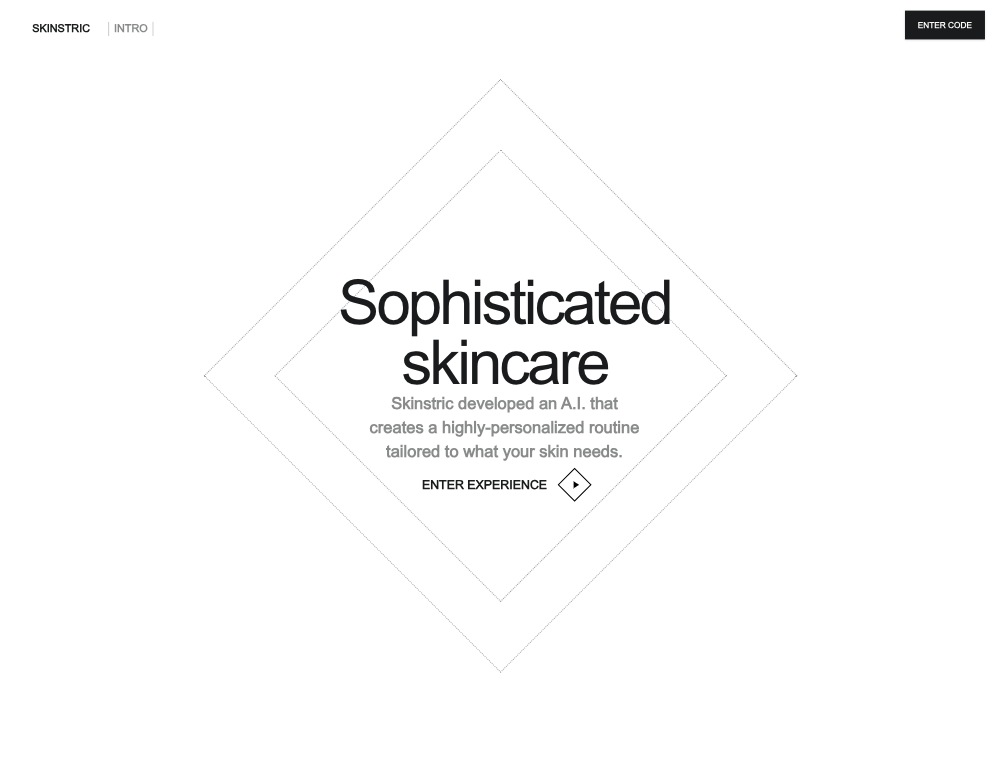 SKINSTRIC | INTRO |
ENTER CODE
Sophisticated
skincare
Skinstric developed an A.I. that
creates a highly-personalized routine
tailored to what your skin needs.
ENTER EXPERIENCE